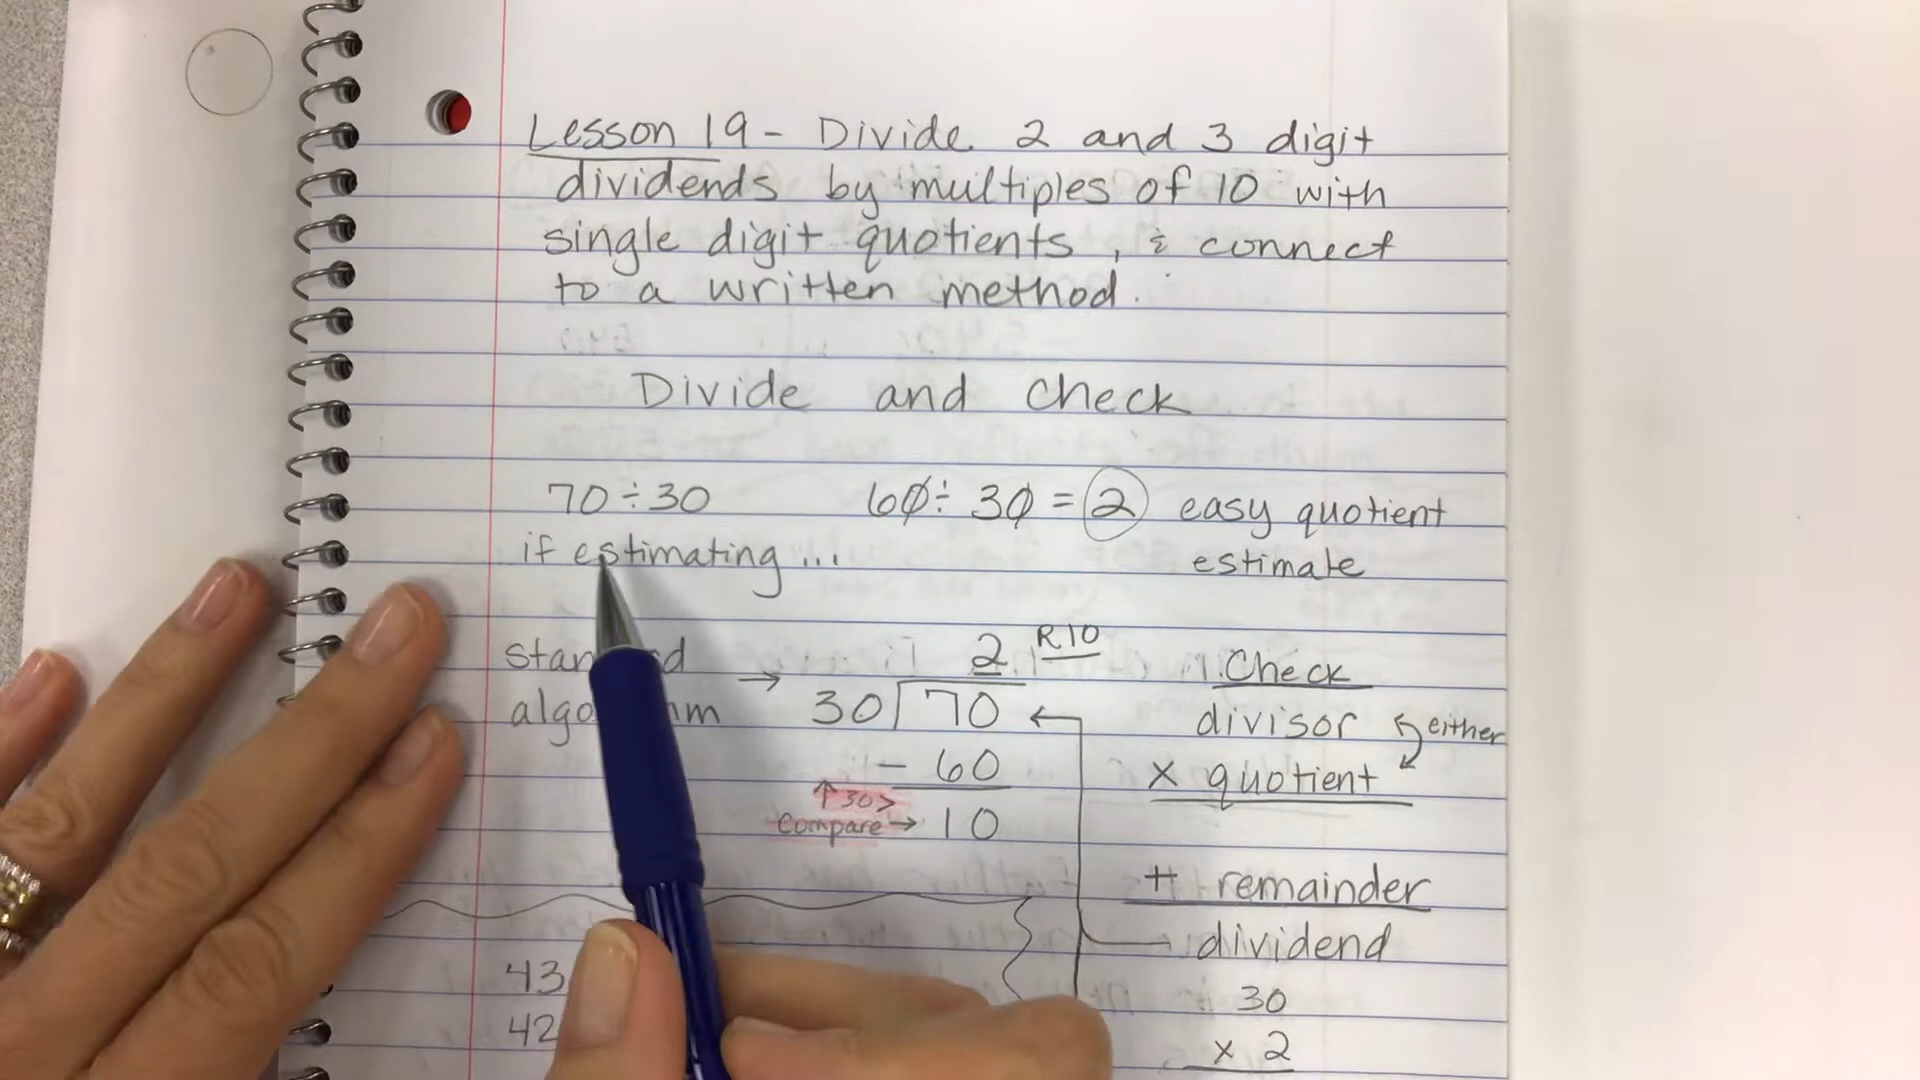 Lesson 19 - Divide 2 and 3 digit
dividends by multiples of 10 with
single digit quotients, & connect
to a written method.
Divide and Check
70 ÷ 30 60 ÷ 30 = 2 easy quotient
if estimating... estimate
2 R10
→ 30 70 ← 1. Check
divisor either
- 60 x quotient
↑ 30 >
Compare → 10
+ remainder
dividend
43 30
42 x 2